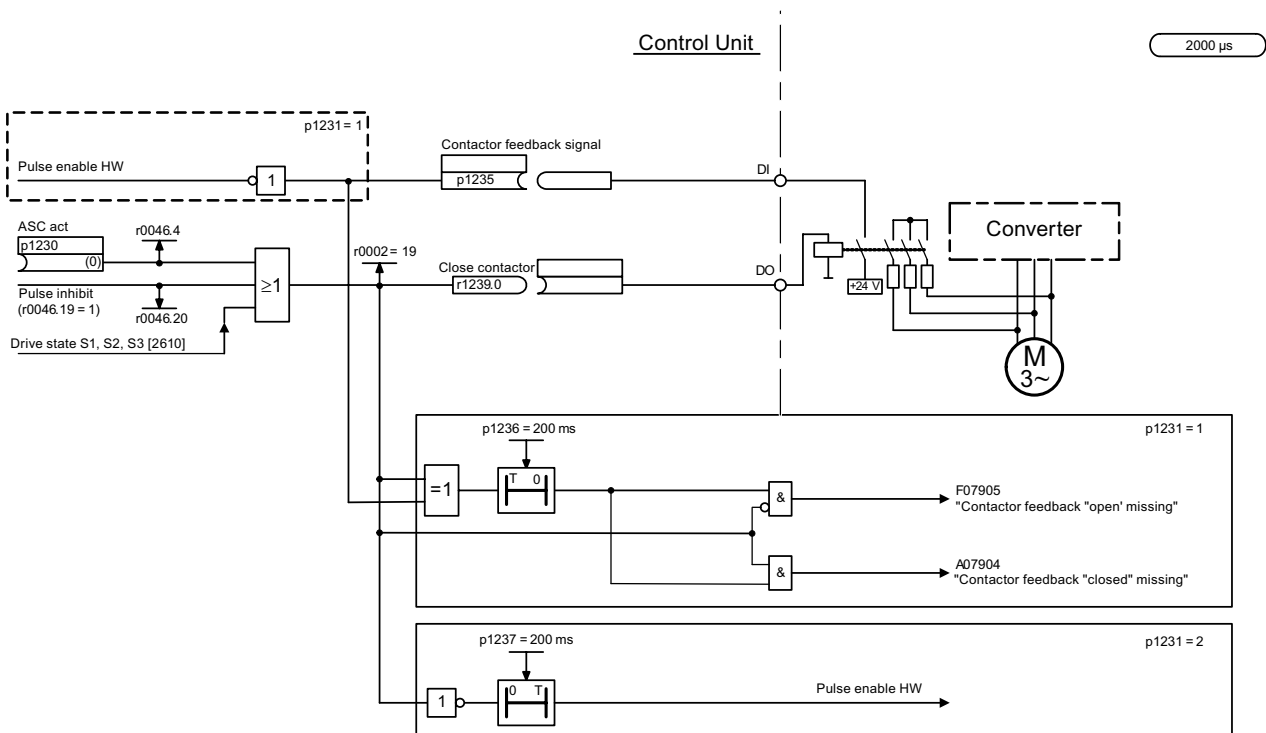 Control Unit
2000 µs
p1231 = 1
Pulse enable HW
1
Contactor feedback signal
p1235
DI
ASC act
p1230
(0)
r0046.4
≥1
r0002 = 19
Close contactor
r1239.0
DO
+24 V
Converter
Pulse inhibit
(r0046.19 = 1)
r0046.20
Drive state S1, S2, S3 [2610]
M
3~
p1236 = 200 ms
p1231 = 1
=1
T 0
&
F07905
"Contactor feedback "open' missing"
&
A07904
"Contactor feedback "closed" missing"
p1237 = 200 ms
p1231 = 2
1
0 T
Pulse enable HW